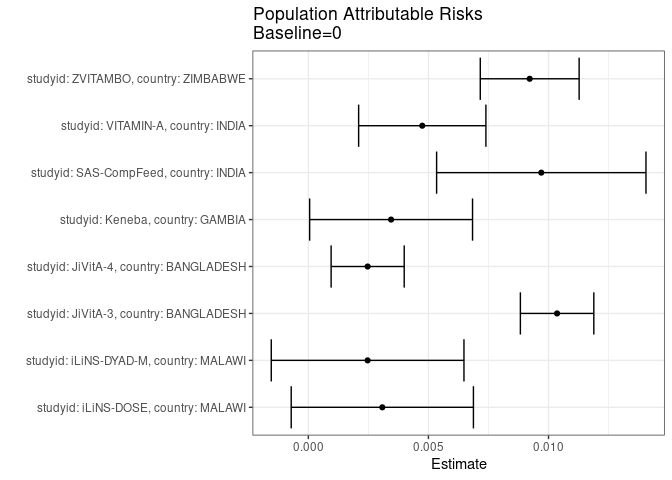 Population Attributable Risks
Baseline=0
studyid: ZVITAMBO, country: ZIMBABWE
studyid: VITAMIN-A, country: INDIA
studyid: SAS-CompFeed, country: INDIA
studyid: Keneba, country: GAMBIA
studyid: JiVitA-4, country: BANGLADESH
studyid: JiVitA-3, country: BANGLADESH
studyid: iLiNS-DYAD-M, country: MALAWI
studyid: iLiNS-DOSE, country: MALAWI
0.000 0.005 0.010
Estimate